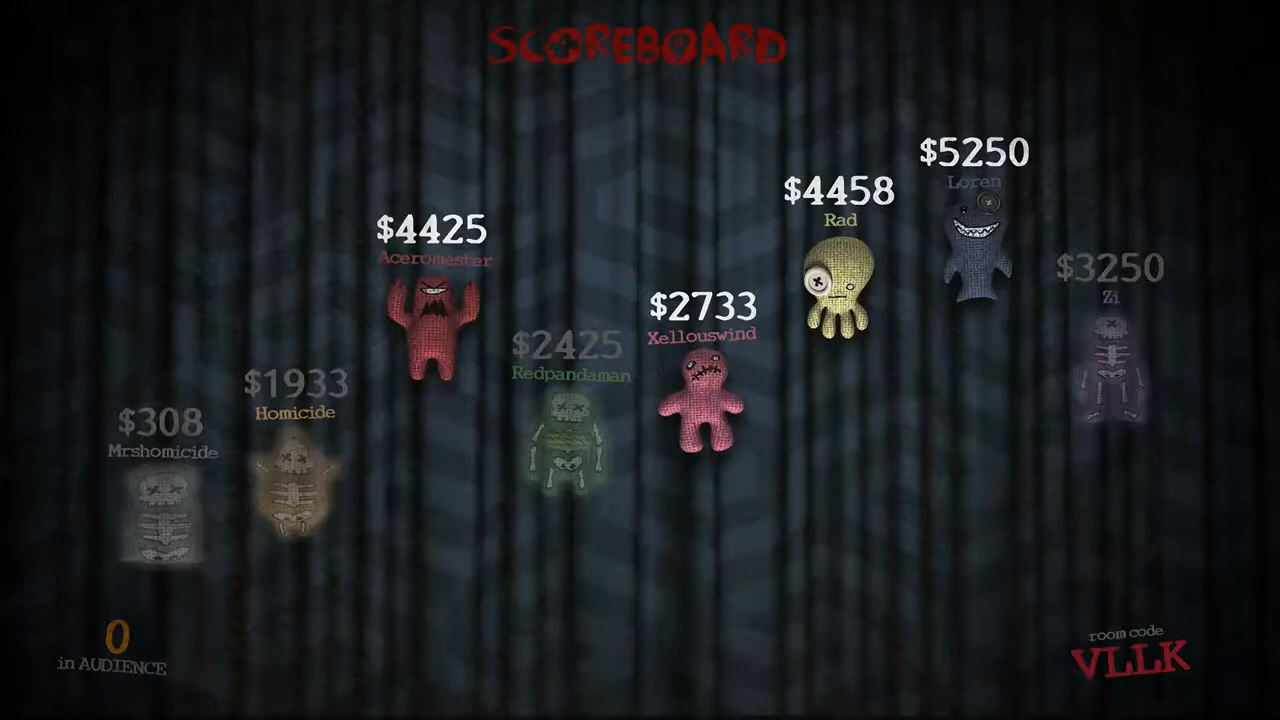 SCOREBOARD
$308
Mrshomicide
$1933
Homicide
$4425
Aceromester
$2425
Redpandaman
$2733
Xellouswind
$4458
Rad
$5250
Loren
$3250
Zi
0
in AUDIENCE
room code
VLLK